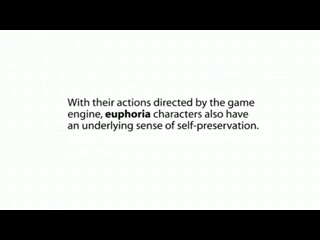 With their actions directed by the game
engine, euphoria characters also have
an underlying sense of self-preservation.